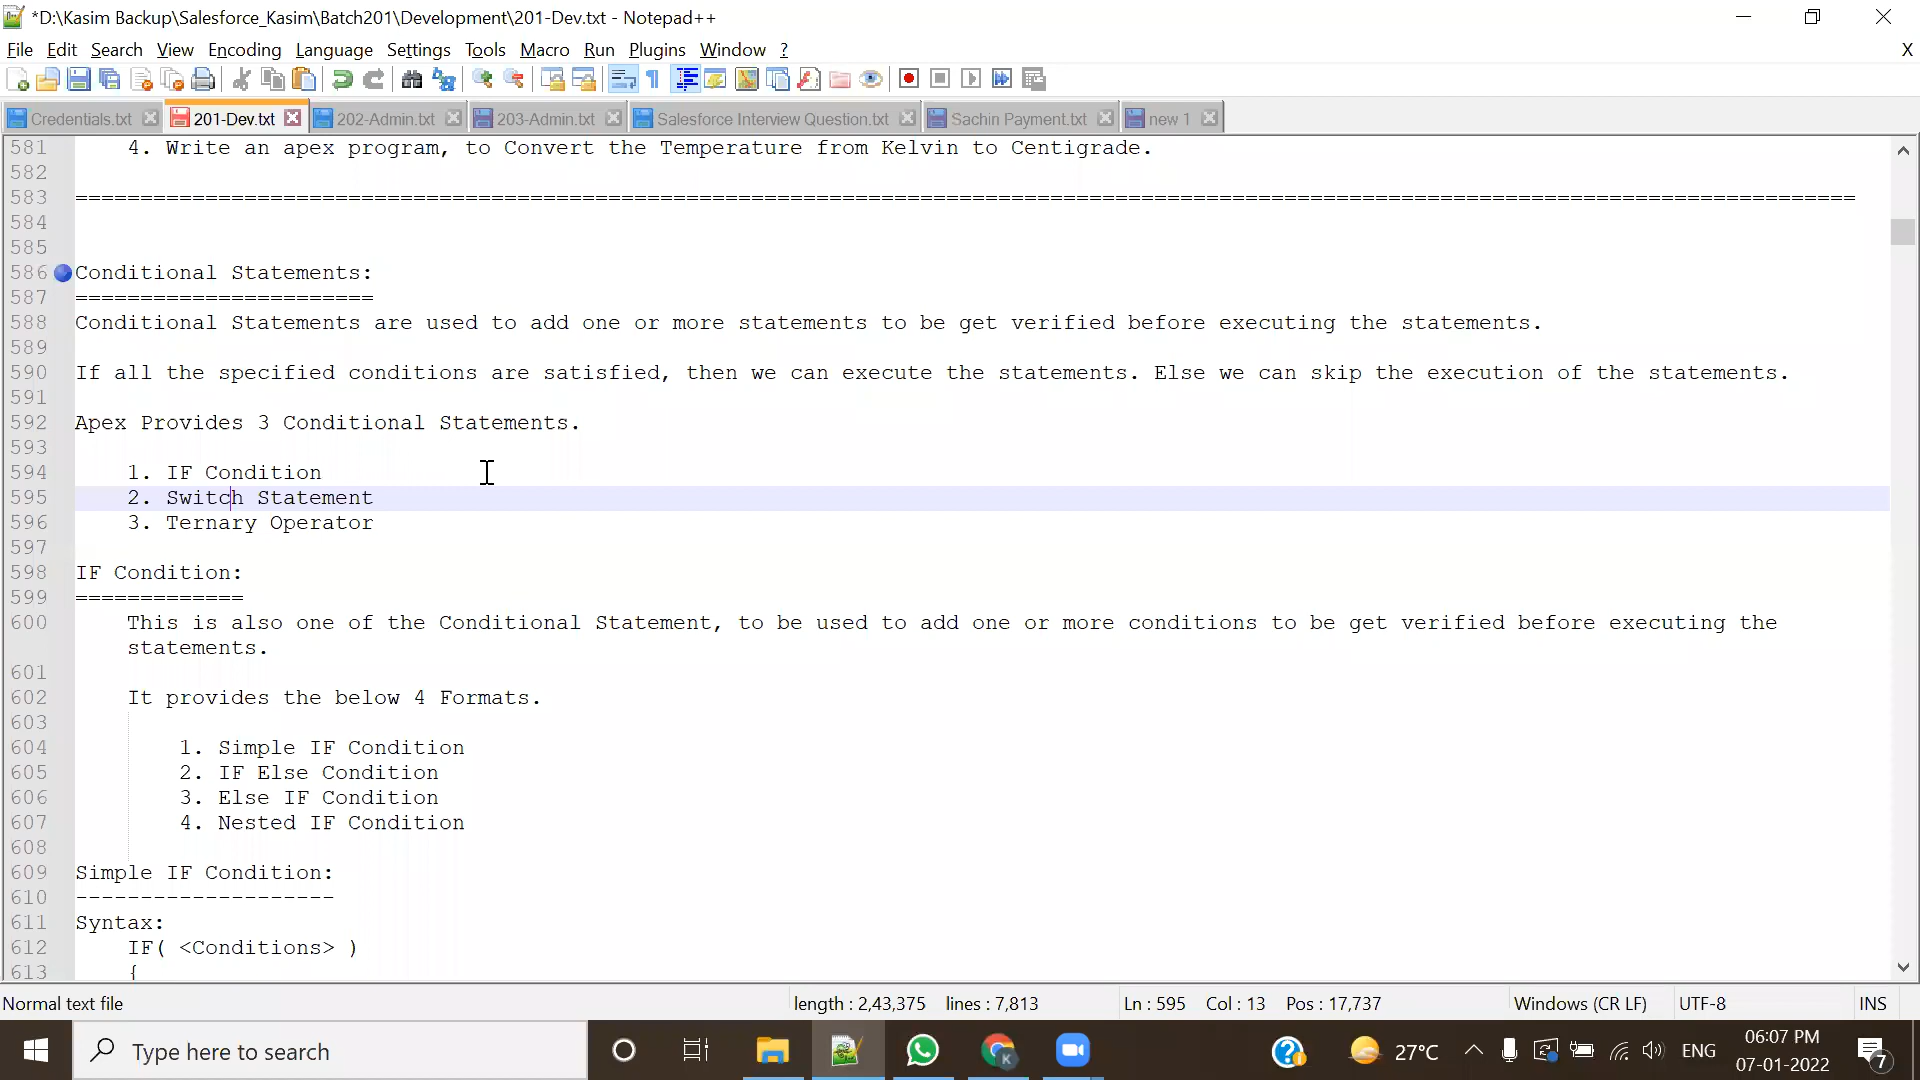 *D:\Kasim Backup\Salesforce_Kasim\Batch201\Development\201-Dev.txt - Notepad++
File Edit Search View Encoding Language Settings Tools Macro Run Plugins Window ? X
Credentials.txt 201-Dev.txt 202-Admin.txt 203-Admin.txt Salesforce Interview Question.txt Sachin Payment.txt new 1
581 4. Write an apex program, to Convert the Temperature from Kelvin to Centigrade.
582
583 =========================================================================================================================================
584
585
586 Conditional Statements:
587 =======================
588 Conditional Statements are used to add one or more statements to be get verified before executing the statements.
589
590 If all the specified conditions are satisfied, then we can execute the statements. Else we can skip the execution of the statements.
591
592 Apex Provides 3 Conditional Statements.
593
594 1. IF Condition
595 2. Switch Statement
596 3. Ternary Operator
597
598 IF Condition:
599 =============
600 This is also one of the Conditional Statement, to be used to add one or more conditions to be get verified before executing the
statements.
601
602 It provides the below 4 Formats.
603
604 1. Simple IF Condition
605 2. IF Else Condition
606 3. Else IF Condition
607 4. Nested IF Condition
608
609 Simple IF Condition:
610 --------------------
611 Syntax:
612 IF( <Conditions> )
613 {
Normal text file length : 2,43,375 lines : 7,813 Ln : 595 Col : 13 Pos : 17,737 Windows (CR LF) UTF-8 INS
Type here to search K 27°C ENG 06:07 PM 7
07-01-2022